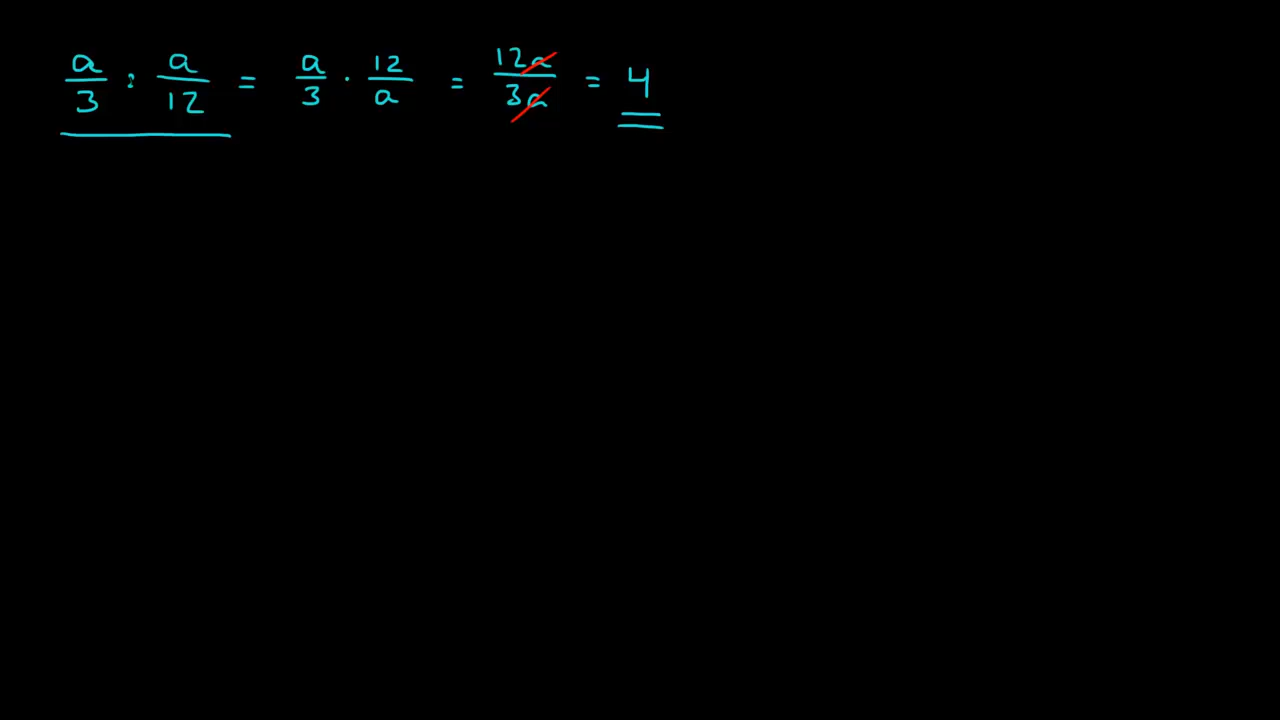 a/3 : a/12 = a/3 · 12/a = 12a/3a = 4